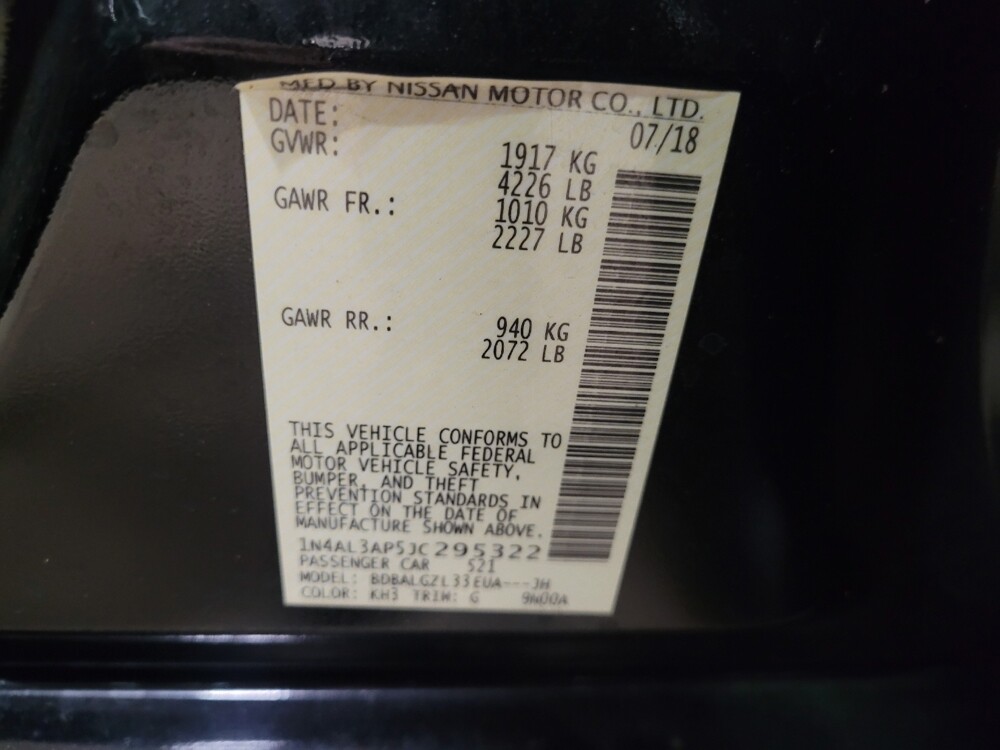 MFD BY NISSAN MOTOR CO., LTD.
DATE: 07/18
GVWR: 1917 KG
4226 LB
GAWR FR.: 1010 KG
2227 LB
GAWR RR.: 940 KG
2072 LB
THIS VEHICLE CONFORMS TO
ALL APPLICABLE FEDERAL
MOTOR VEHICLE SAFETY,
BUMPER, AND THEFT
PREVENTION STANDARDS IN
EFFECT ON THE DATE OF
MANUFACTURE SHOWN ABOVE.
1N4AL3AP5JC295322
PASSENGER CAR 521
MODEL: BDBALGZL33EUA---JH
COLOR: KH3 TRIM: G 9W00A